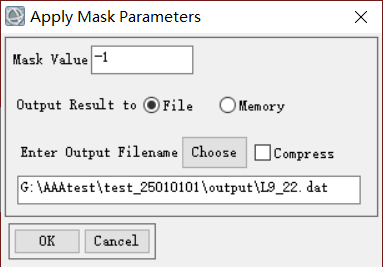 Apply Mask Parameters
Mask Value -1
Output Result to File Memory
Enter Output Filename Choose Compress
G:\AAAtest\test_25010101\output\L9_22.dat
OK Cancel